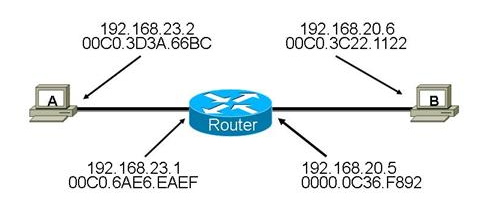 192.168.23.2
00C0.3D3A.66BC
192.168.20.6
00C0.3C22.1122
A
Router
B
192.168.23.1
00C0.6AE6.EAEF
192.168.20.5
0000.0C36.F892